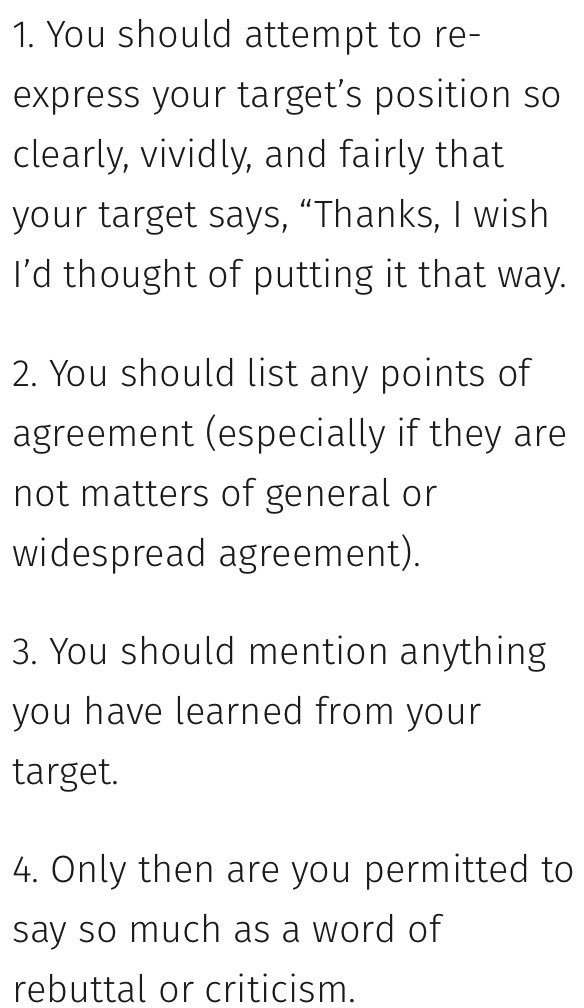 1. You should attempt to re-
express your target’s position so
clearly, vividly, and fairly that
your target says, “Thanks, I wish
I’d thought of putting it that way.
2. You should list any points of
agreement (especially if they are
not matters of general or
widespread agreement).
3. You should mention anything
you have learned from your
target.
4. Only then are you permitted to
say so much as a word of
rebuttal or criticism.